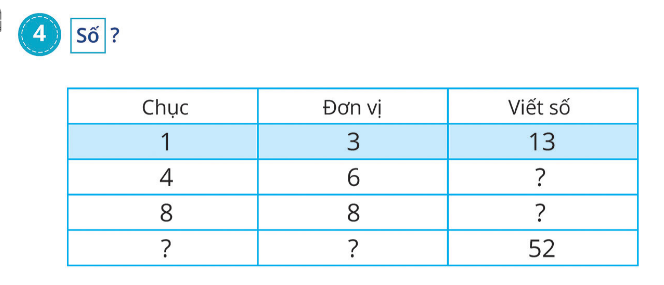 4 Số ?
Chục Đơn vị Viết số
1 3 13
4 6 ?
8 8 ?
? ? 52